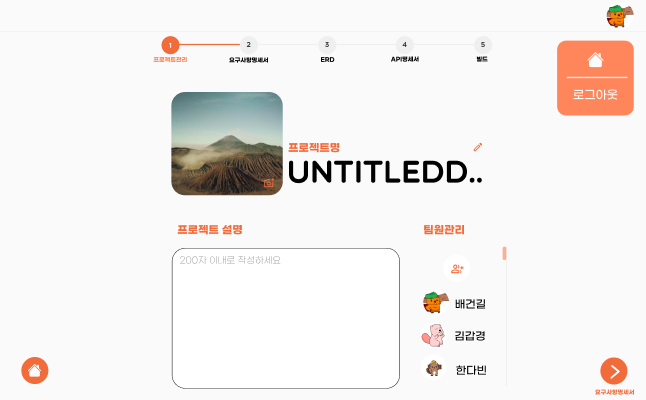 1 2 3 4 5
프로젝트관리 요구사항명세서 ERD API명세서 빌드
로그아웃
프로젝트명
UNTITLEDD..
프로젝트 설명 팀원관리
200자 이내로 작성하세요
배건길
김갑경
한다빈
요구사항명세서